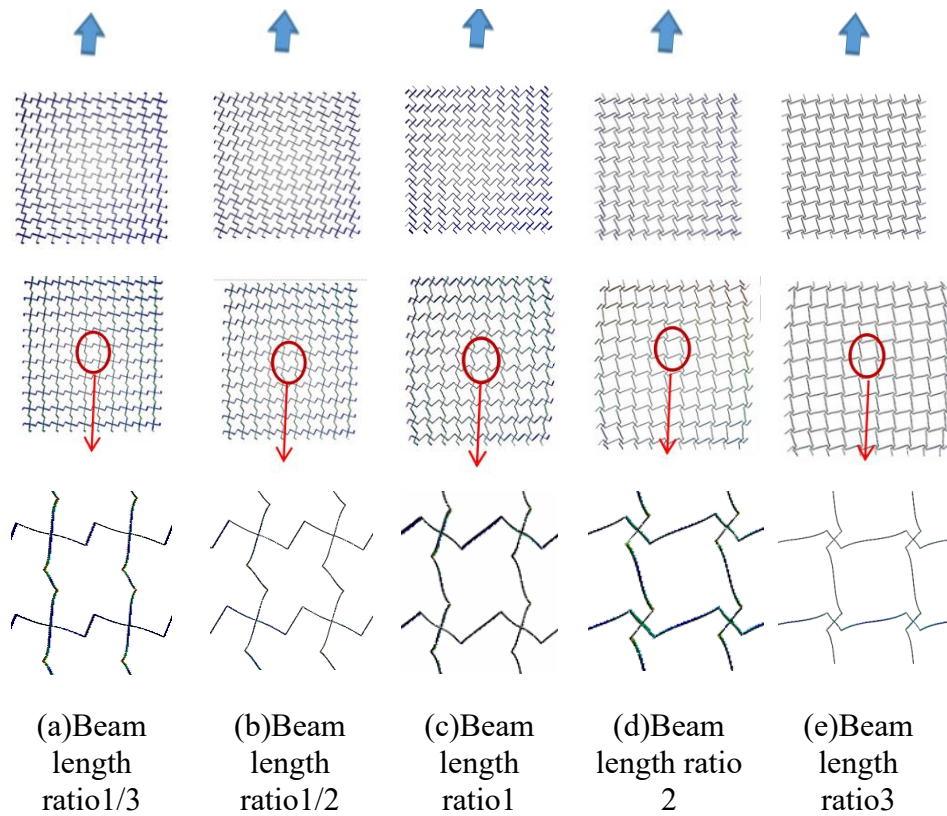 (a)Beam
length
ratio1/3
(b)Beam
length
ratio1/2
(c)Beam
length
ratio1
(d)Beam
length ratio
2
(e)Beam
length
ratio3